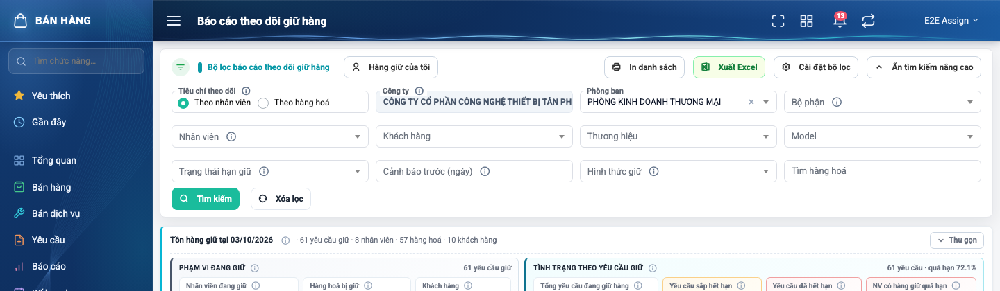 BÁN HÀNG
Báo cáo theo dõi giữ hàng
13
E2E Assign
Tìm chức năng...
Yêu thích
Gần đây
Tổng quan
Bán hàng
Bán dịch vụ
Yêu cầu
Báo cáo
Bộ lọc báo cáo theo dõi giữ hàng
Hàng giữ của tôi
In danh sách
Xuất Excel
Cài đặt bộ lọc
Ẩn tìm kiếm nâng cao
Tiêu chí theo dõi
Theo nhân viên
Theo hàng hoá
Công ty
CÔNG TY CỔ PHẦN CÔNG NGHỆ THIẾT BỊ TÂN PH
Phòng ban
PHÒNG KINH DOANH THƯƠNG MẠI
Bộ phận
Nhân viên
Khách hàng
Thương hiệu
Model
Trạng thái hạn giữ
Cảnh báo trước (ngày)
Hình thức giữ
Tìm hàng hoá
Tìm kiếm
Xóa lọc
Tồn hàng giữ tại 03/10/2026 · 61 yêu cầu giữ · 8 nhân viên · 57 hàng hoá · 10 khách hàng
Thu gọn
PHẠM VI ĐANG GIỮ
61 yêu cầu giữ
Nhân viên đang giữ
Hàng hoá bị giữ
Khách hàng
TÌNH TRẠNG THEO YÊU CẦU GIỮ
61 yêu cầu · quá hạn 72.1%
Tổng yêu cầu đang giữ hàng
Yêu cầu sắp hết hạn
Yêu cầu đã hết hạn
NV có hàng giữ quá hạn